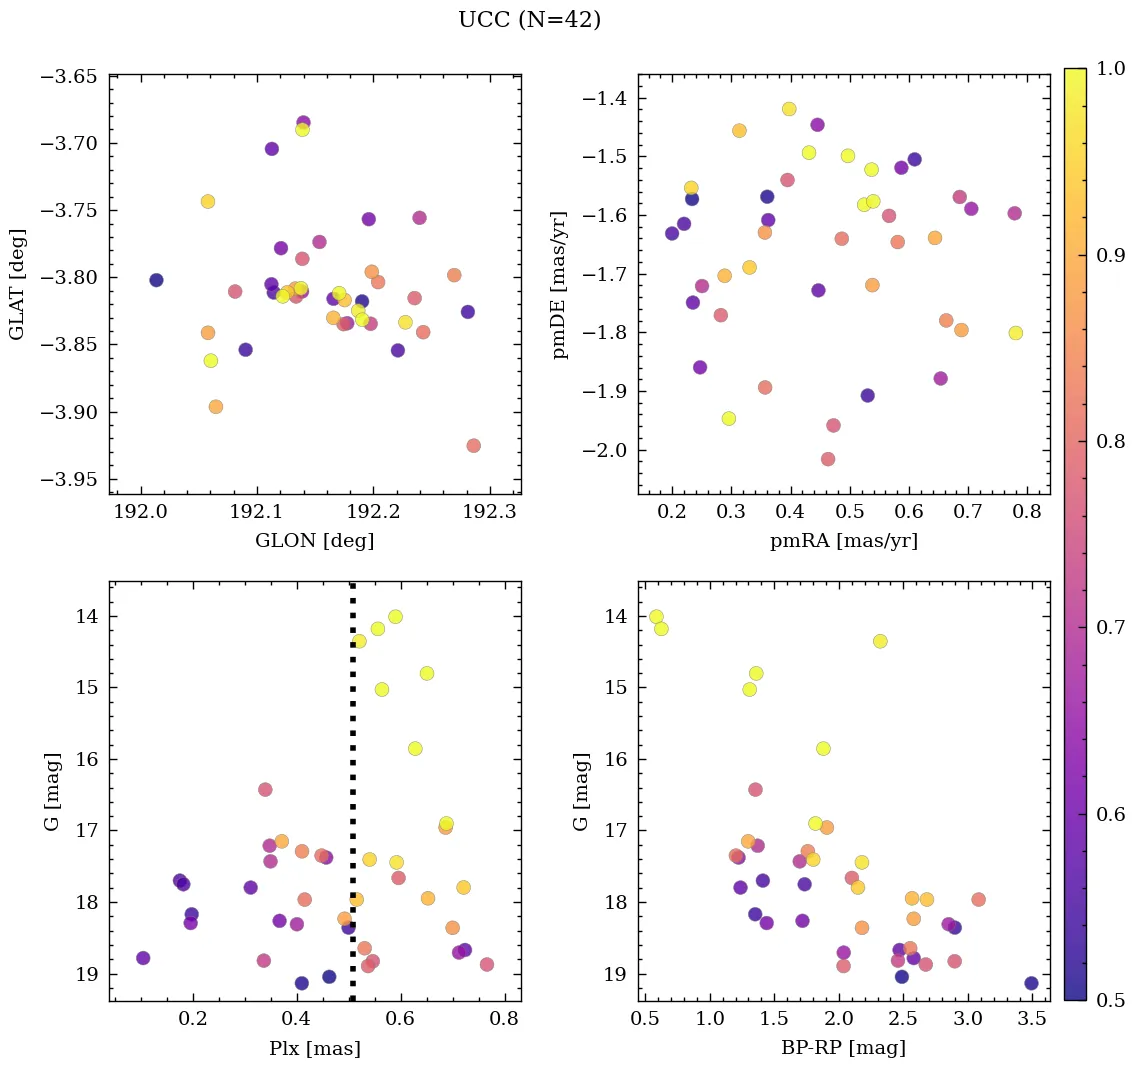 UCC (N=42)
−3.65
−3.70
−3.75
−3.80
−3.85
−3.90
−3.95
GLAT [deg]
192.0 192.1 192.2 192.3
GLON [deg]
−1.4
−1.5
−1.6
−1.7
−1.8
−1.9
−2.0
pmDE [mas/yr]
0.2 0.3 0.4 0.5 0.6 0.7 0.8
pmRA [mas/yr]
14
15
16
17
18
19
G [mag]
0.2 0.4 0.6 0.8
Plx [mas]
14
15
16
17
18
19
G [mag]
0.5 1.0 1.5 2.0 2.5 3.0 3.5
BP-RP [mag]
1.0
0.9
0.8
0.7
0.6
0.5